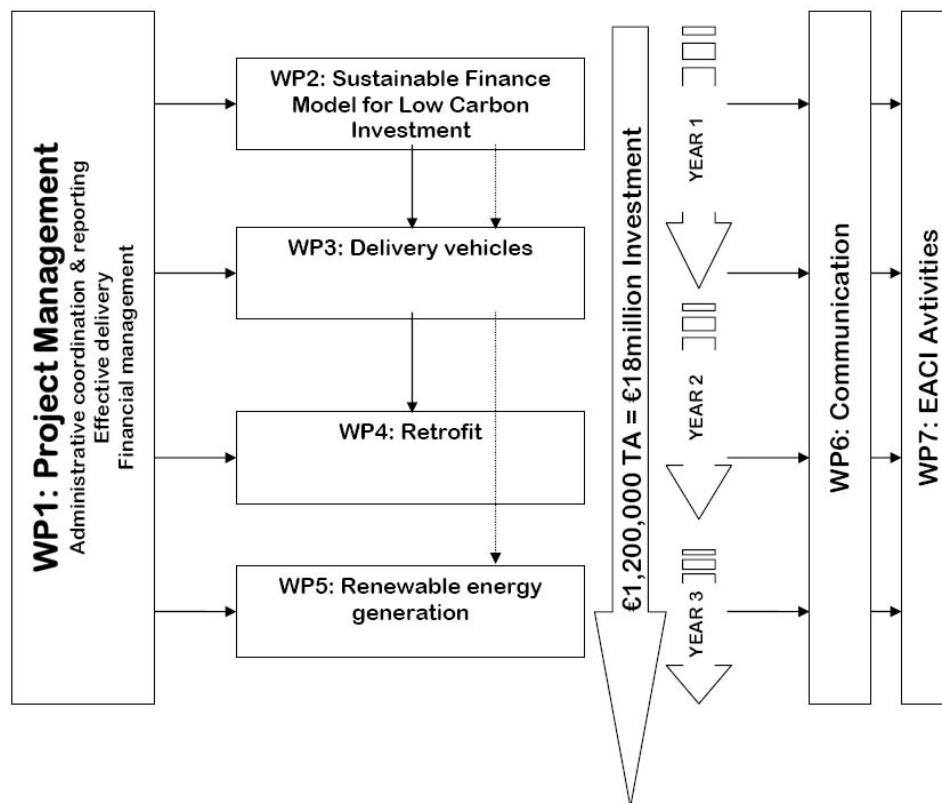 WP1: Project Management
Administrative coordination & reporting
Effective delivery
Financial management
WP2: Sustainable Finance
Model for Low Carbon
Investment
WP3: Delivery vehicles
WP4: Retrofit
WP5: Renewable energy
generation
€1,200,000 TA = €18million Investment
YEAR 1
YEAR 2
YEAR 3
WP6: Communication
WP7: EACI Avtivities